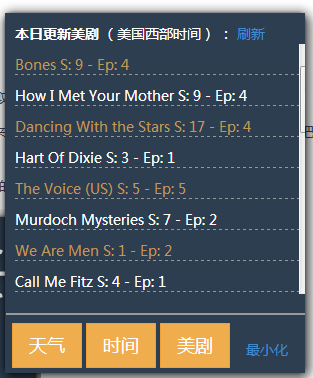 本日更新美剧（美国西部时间）： 刷新
Bones S: 9 - Ep: 4
How I Met Your Mother S: 9 - Ep: 4
Dancing With the Stars S: 17 - Ep: 4
Hart Of Dixie S: 3 - Ep: 1
The Voice (US) S: 5 - Ep: 5
Murdoch Mysteries S: 7 - Ep: 2
We Are Men S: 1 - Ep: 2
Call Me Fitz S: 4 - Ep: 1
天气 时间 美剧 最小化